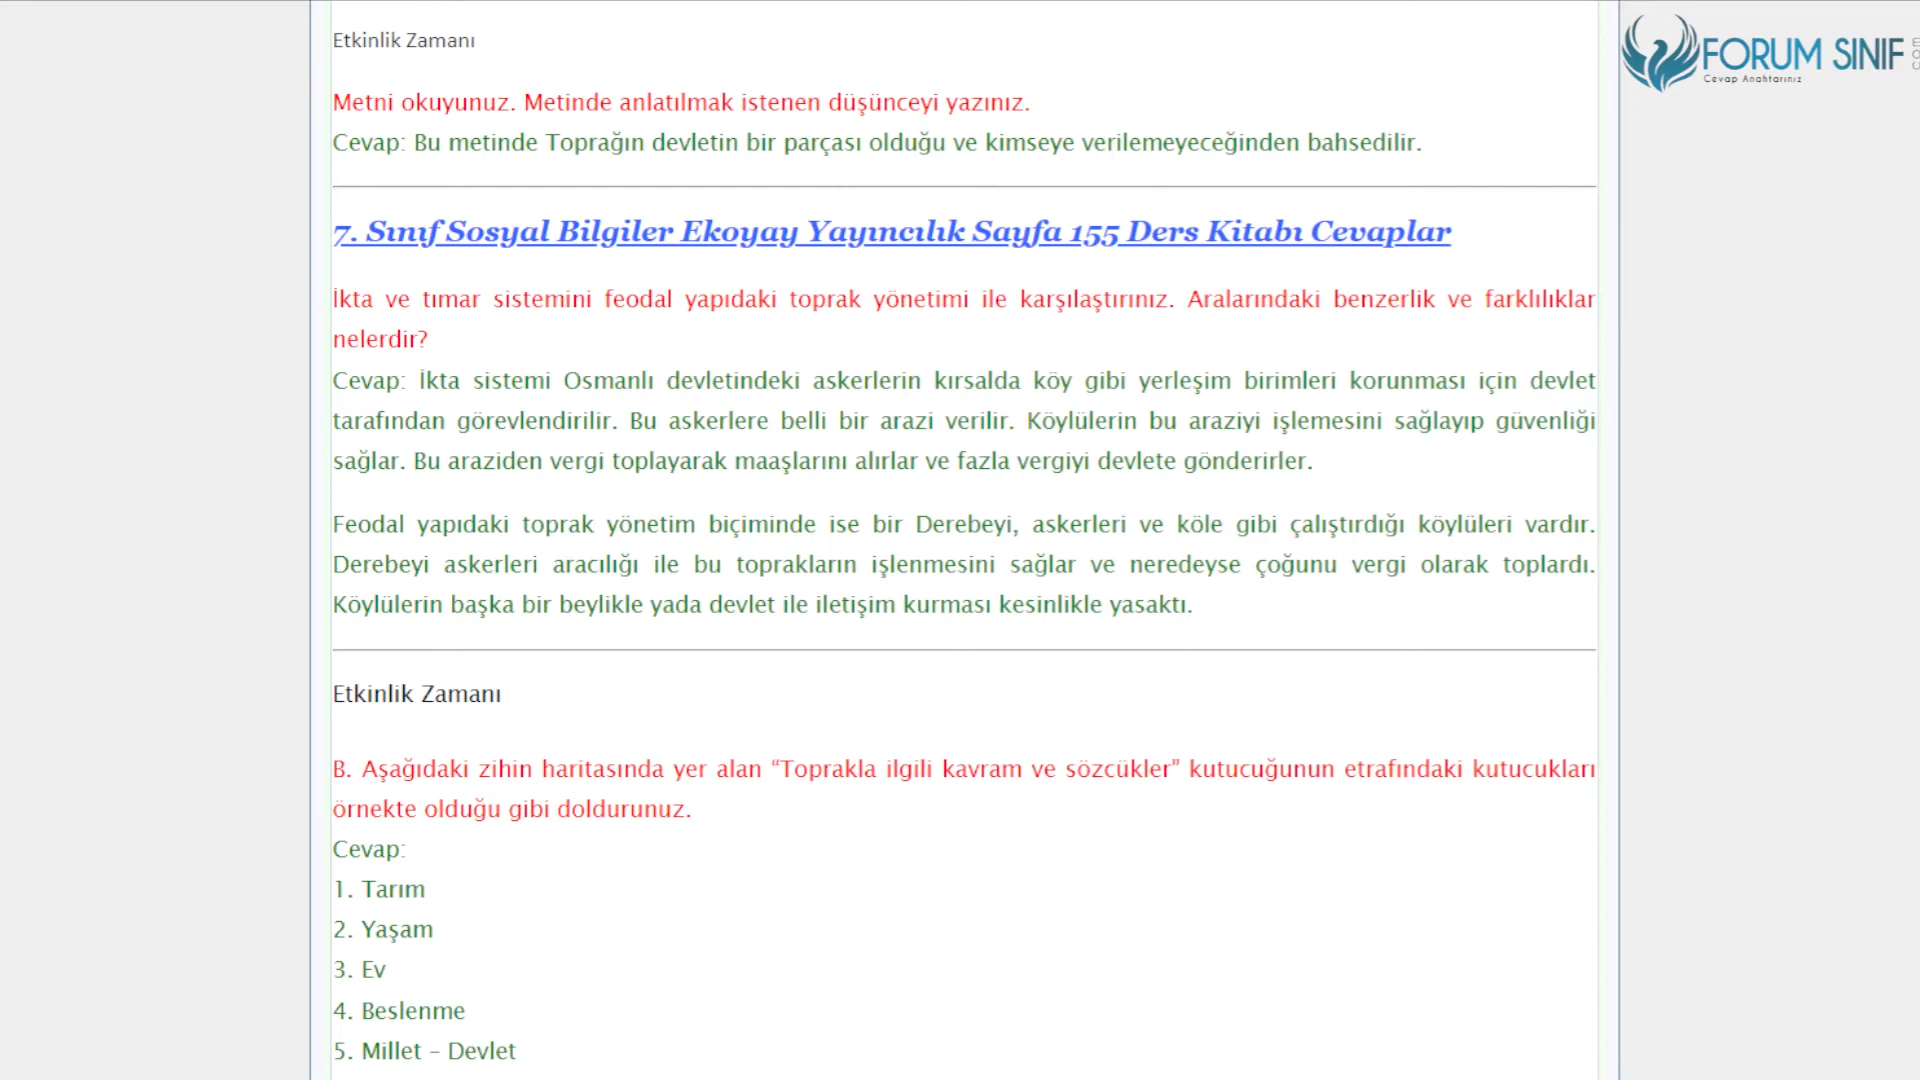 Etkinlik Zamanı
FORUM SINIF
Cevap Anahtarınız
Metni okuyunuz. Metinde anlatılmak istenen düşünceyi yazınız.
Cevap: Bu metinde Toprağın devletin bir parçası olduğu ve kimseye verilemeyeceğinden bahsedilir.
7. Sınıf Sosyal Bilgiler Ekoyay Yayıncılık Sayfa 155 Ders Kitabı Cevaplar
İkta ve tımar sistemini feodal yapıdaki toprak yönetimi ile karşılaştırınız. Aralarındaki benzerlik ve farklılıklar
nelerdir?
Cevap: İkta sistemi Osmanlı devletindeki askerlerin kırsalda köy gibi yerleşim birimleri korunması için devlet
tarafından görevlendirilir. Bu askerlere belli bir arazi verilir. Köylülerin bu araziyi işlemesini sağlayıp güvenliği
sağlar. Bu araziden vergi toplayarak maaşlarını alırlar ve fazla vergiyi devlete gönderirler.
Feodal yapıdaki toprak yönetim biçiminde ise bir Derebeyi, askerleri ve köle gibi çalıştırdığı köylüleri vardır.
Derebeyi askerleri aracılığı ile bu toprakların işlenmesini sağlar ve neredeyse çoğunu vergi olarak toplardı.
Köylülerin başka bir beylikle yada devlet ile iletişim kurması kesinlikle yasaktı.
Etkinlik Zamanı
B. Aşağıdaki zihin haritasında yer alan “Toprakla ilgili kavram ve sözcükler” kutucuğunun etrafındaki kutucukları
örnekte olduğu gibi doldurunuz.
Cevap:
1. Tarım
2. Yaşam
3. Ev
4. Beslenme
5. Millet – Devlet